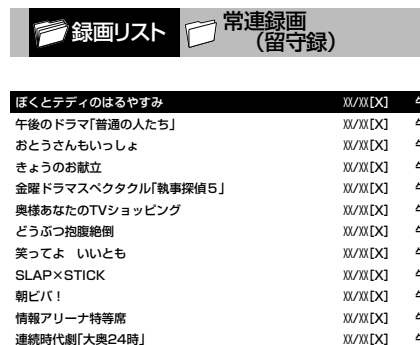 録画リスト
常連録画
(留守録)
ぼくとテディのはるやすみ XX/XX[X]
午後のドラマ「普通の人たち」 XX/XX[X]
おとうさんもいっしょ XX/XX[X]
きょうのお献立 XX/XX[X]
金曜ドラマスペクタクル「執事探偵5」 XX/XX[X]
奥様あなたのTVショッピング XX/XX[X]
どうぶつ抱腹絶倒 XX/XX[X]
笑ってよ いいとも XX/XX[X]
SLAP×STICK XX/XX[X]
朝ビバ! XX/XX[X]
情報アリーナ特等席 XX/XX[X]
連続時代劇「大奥24時」 XX/XX[X]